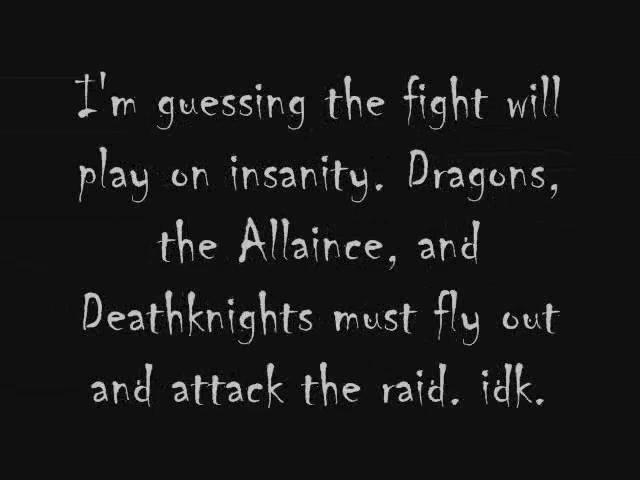 I'm guessing the fight will
play on insanity. Dragons,
the Allaince, and
Deathknights must fly out
and attack the raid. idk.